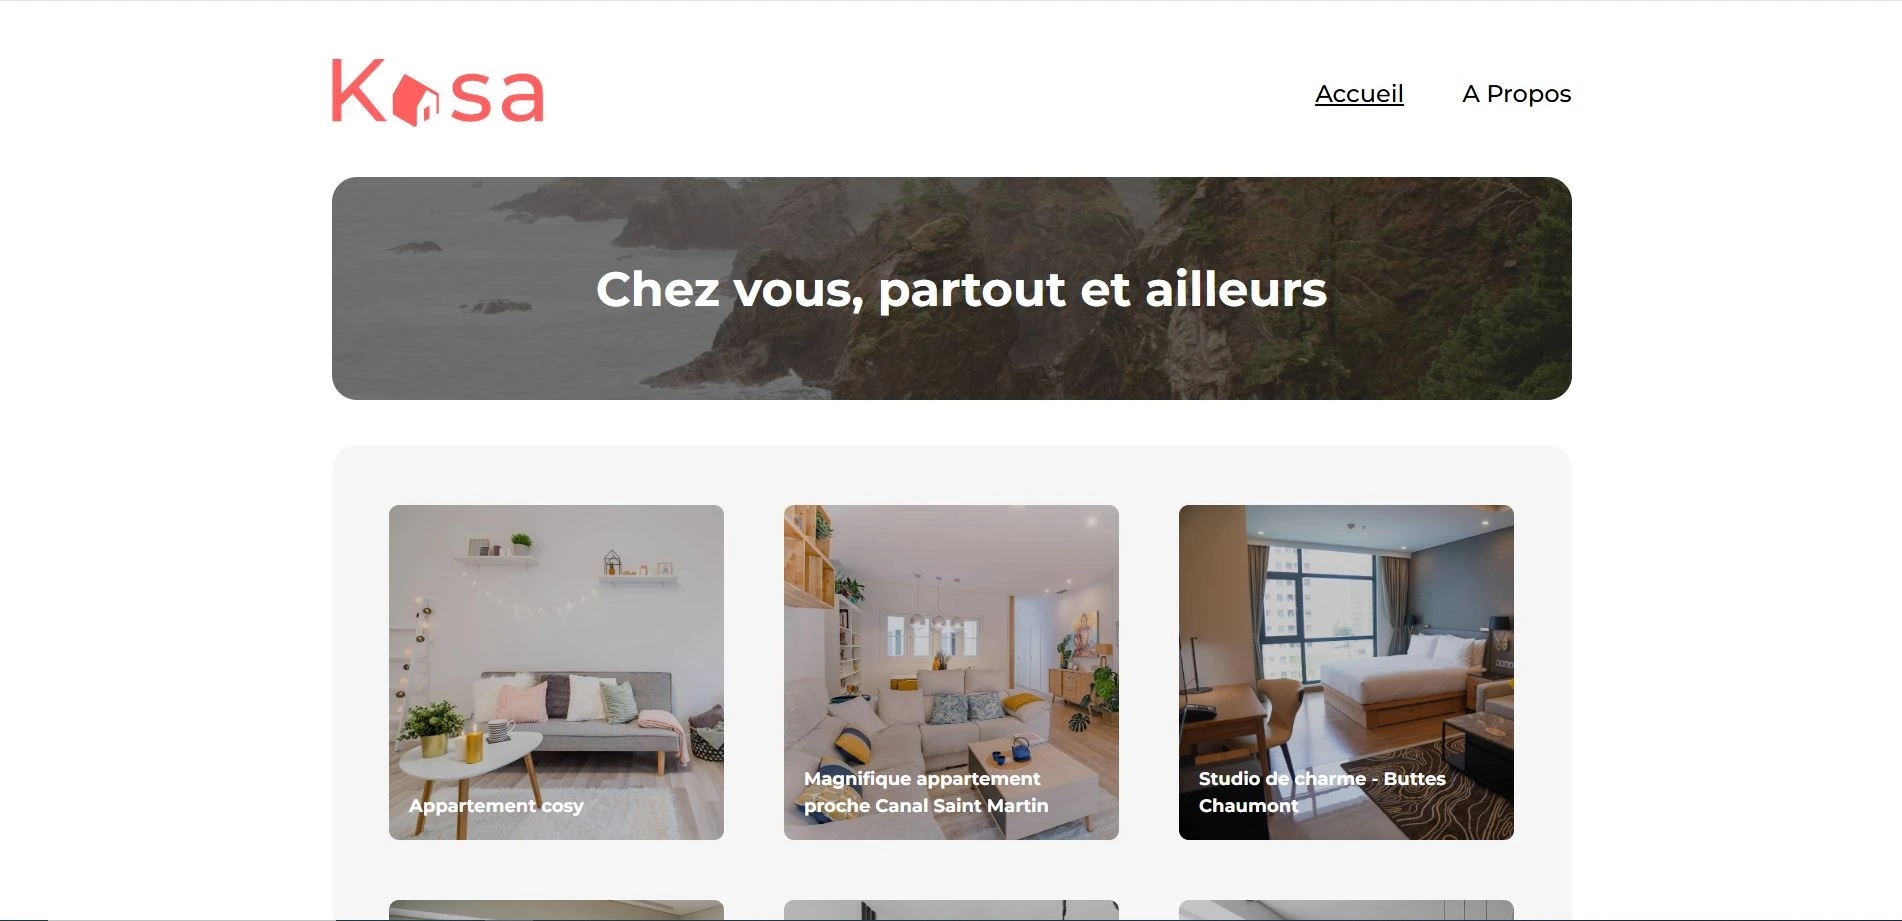 Kasa
Accueil
A Propos
Chez vous, partout et ailleurs
Appartement cosy
Magnifique appartement
proche Canal Saint Martin
Studio de charme - Buttes
Chaumont